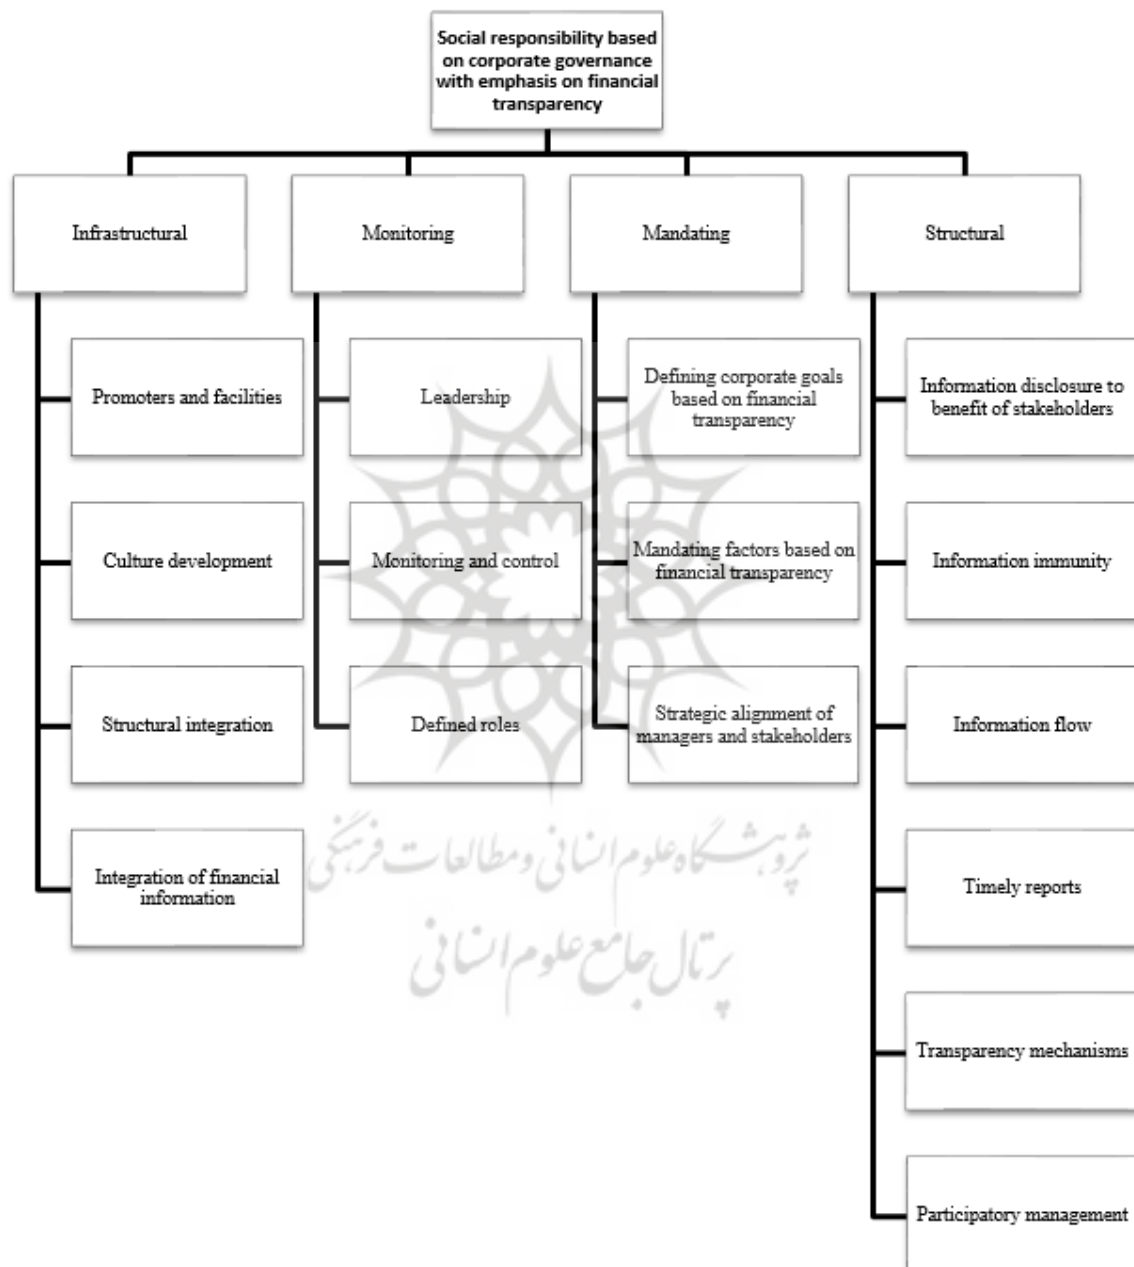 Social responsibility based
on corporate governance
with emphasis on financial
transparency
Infrastructural
Monitoring
Mandating
Structural
Promoters and facilities
Leadership
Defining corporate goals
based on financial
transparency
Information disclosure to
benefit of stakeholders
Culture development
Monitoring and control
Mandating factors based on
financial transparency
Information immunity
Structural integration
Defined roles
Strategic alignment of
managers and stakeholders
Information flow
Integration of financial
information
Timely reports
پژوهشگاه علوم انسانی و مطالعات فرهنگی
پرتال جامع علوم انسانی
Transparency mechanisms
Participatory management